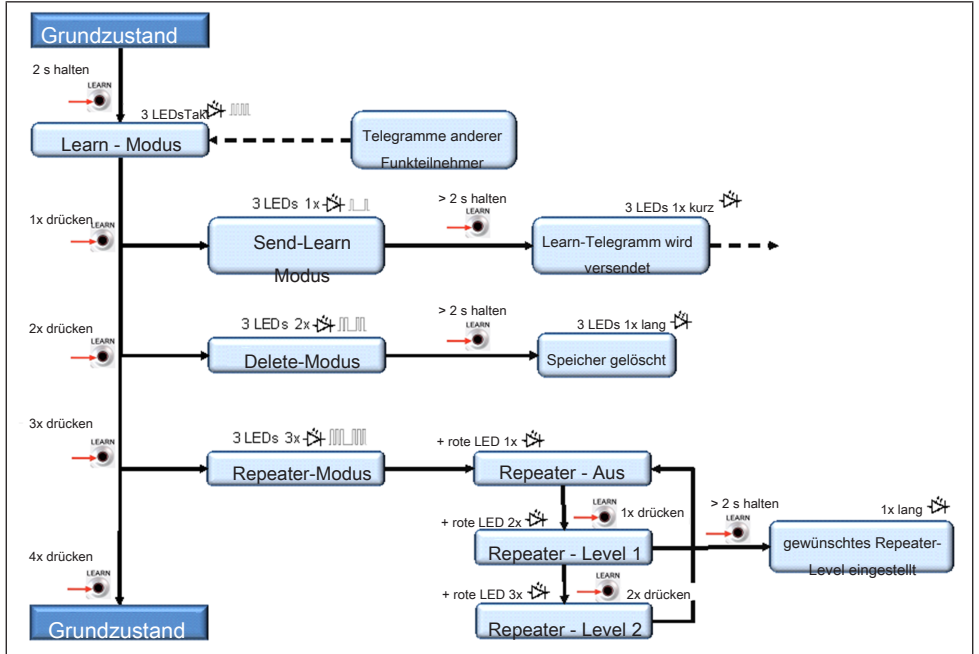 Grundzustand
2 s halten
LEARN
3 LEDsTakt
Learn - Modus
Telegramme anderer
Funkteilnehmer
1x drücken
LEARN
3 LEDs 1x
Send-Learn
Modus
> 2 s halten
LEARN
3 LEDs 1x kurz
Learn-Telegramm wird
versendet
2x drücken
LEARN
3 LEDs 2x
Delete-Modus
> 2 s halten
LEARN
3 LEDs 1x lang
Speicher gelöscht
3x drücken
LEARN
3 LEDs 3x
Repeater-Modus
+ rote LED 1x
Repeater - Aus
LEARN
1x drücken
+ rote LED 2x
Repeater - Level 1
> 2 s halten
LEARN
1x lang
gewünschtes Repeater-
Level eingestellt
LEARN
2x drücken
+ rote LED 3x
Repeater - Level 2
4x drücken
LEARN
Grundzustand